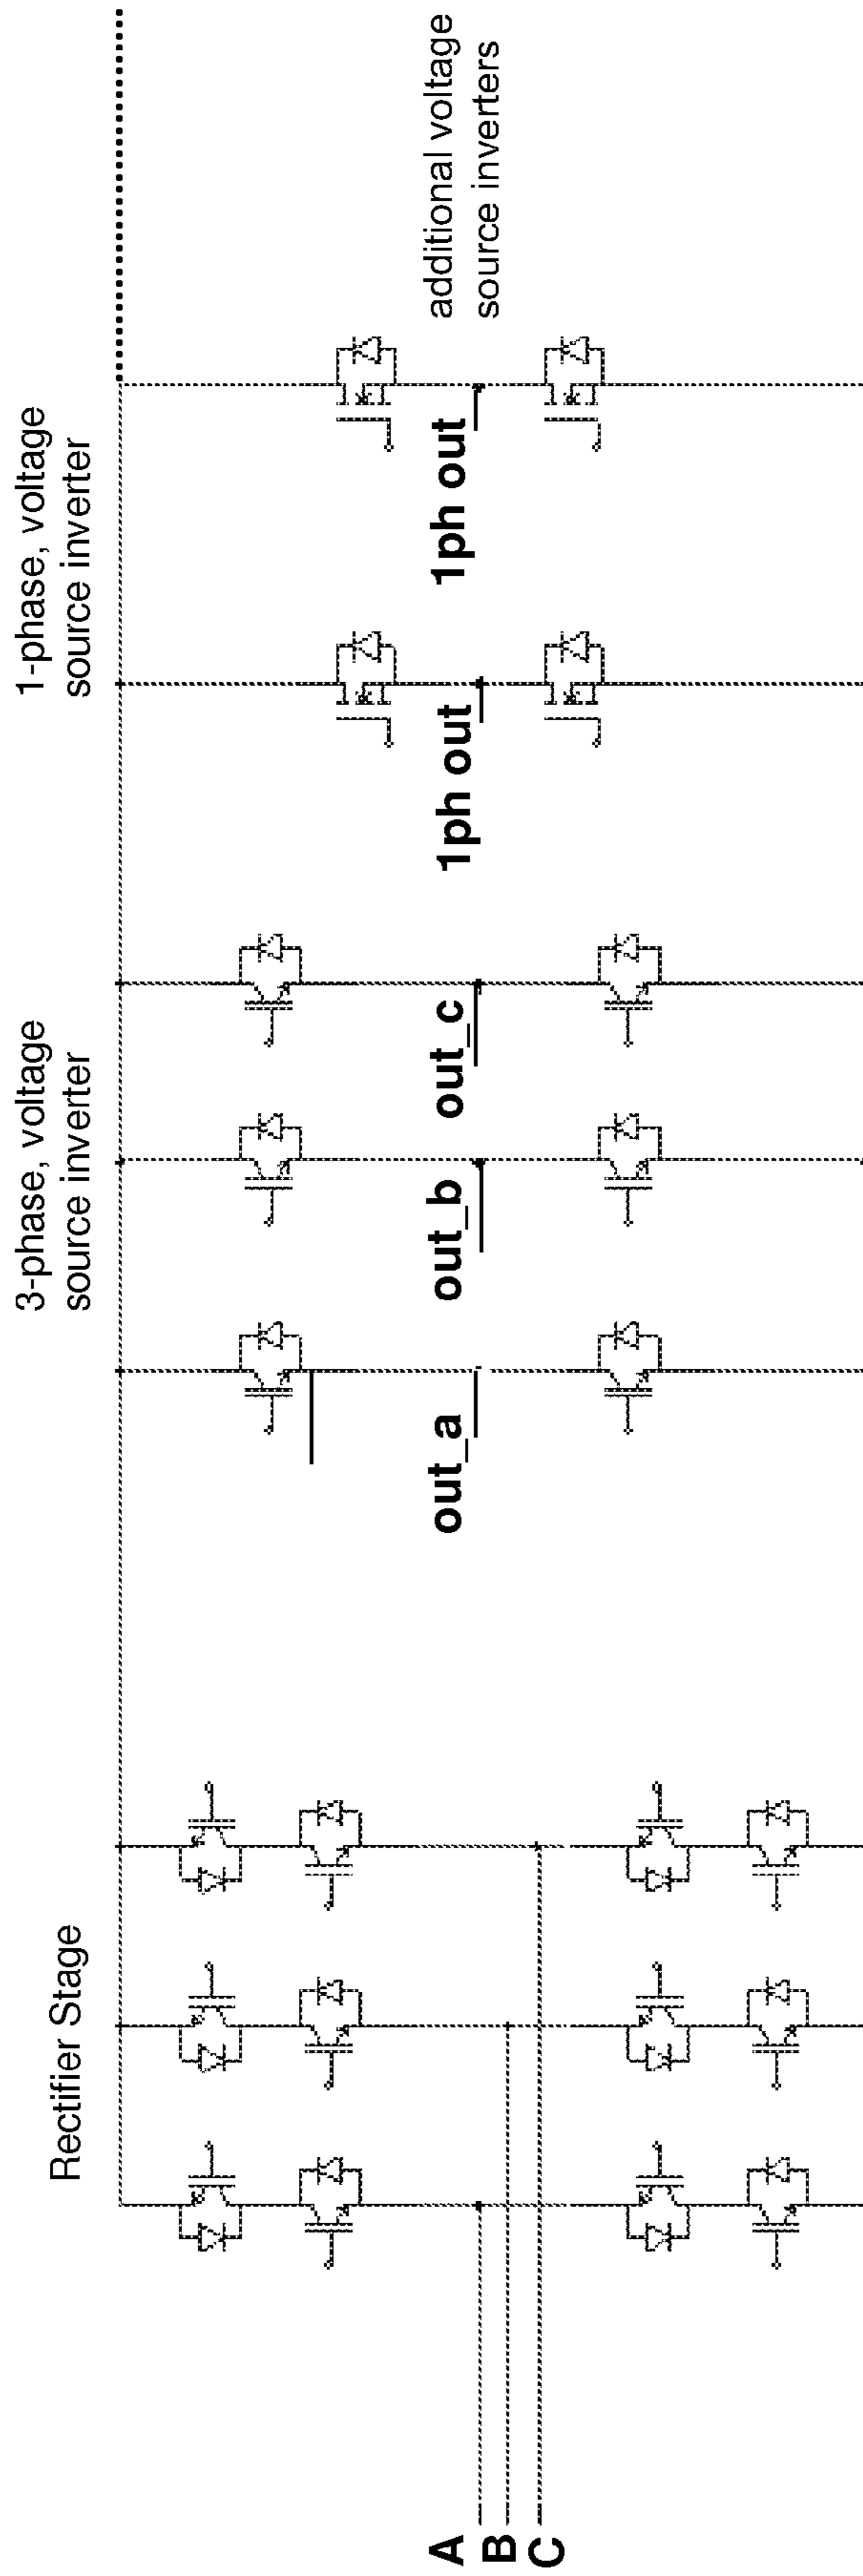 Rectifier Stage
3-phase, voltage
source inverter
1-phase, voltage
source inverter
additional voltage
source inverters
A
B
C
out_a
out_b
out_c
1ph out
1ph out